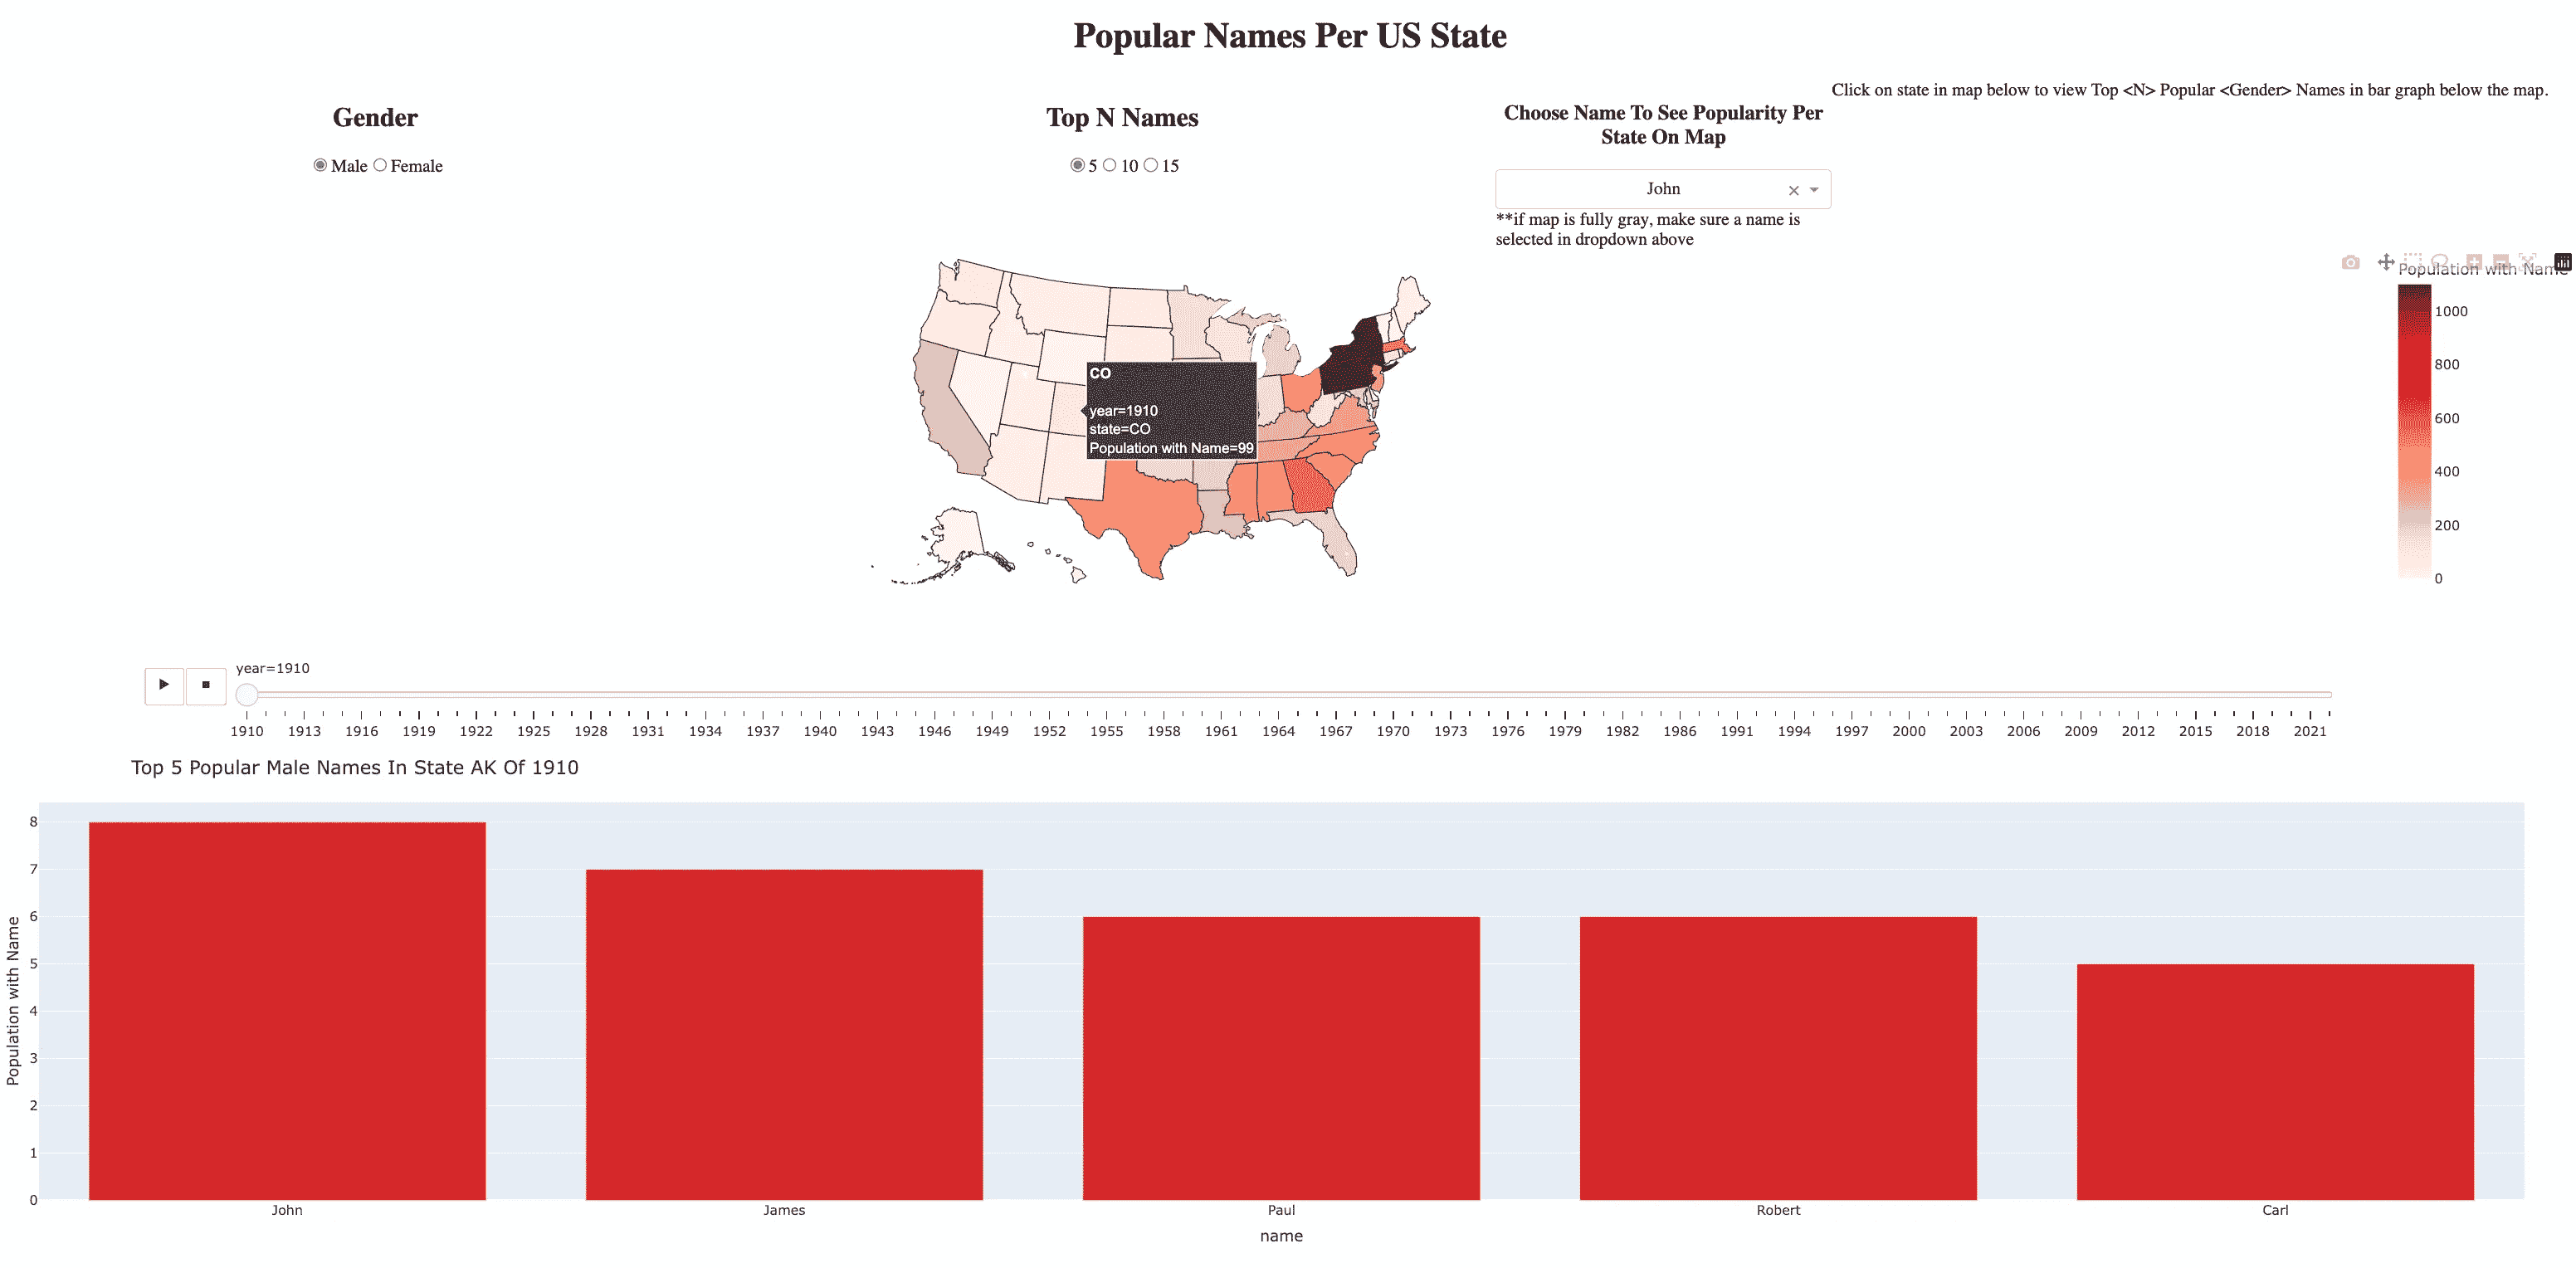 Popular Names Per US State
Click on state in map below to view Top <N> Popular <Gender> Names in bar graph below the map.
Gender
Male Female
Top N Names
5 10 15
Choose Name To See Popularity Per
State On Map
John
**if map is fully gray, make sure a name is
selected in dropdown above
CO
year=1910
state=CO
Population with Name=99
Population with Name
1000
800
600
400
200
0
year=1910
1910 1913 1916 1919 1922 1925 1928 1931 1934 1937 1940 1943 1946 1949 1952 1955 1958 1961 1964 1967 1970 1973 1976 1979 1982 1986 1991 1994 1997 2000 2003 2006 2009 2012 2015 2018 2021
Top 5 Popular Male Names In State AK Of 1910
Population with Name
8
7
6
5
4
3
2
1
0
John James Paul Robert Carl
name